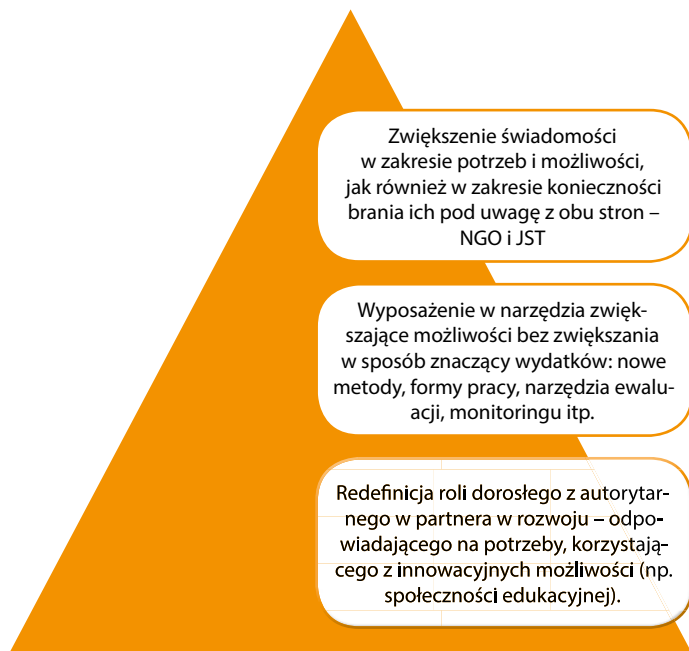 Zwiększenie świadomości
w zakresie potrzeb i możliwości,
jak również w zakresie konieczności
brania ich pod uwagę z obu stron –
NGO i JST
Wyposażenie w narzędzia zwięk-
szające możliwości bez zwiększania
w sposób znaczący wydatków: nowe
metody, formy pracy, narzędzia ewalu-
acji, monitoringu itp.
Redefinicja roli dorosłego z autorytar-
nego w partnera w rozwoju – odpo-
wiadającego na potrzeby, korzystają-
cego z innowacyjnych możliwości (np.
społeczności edukacyjnej).